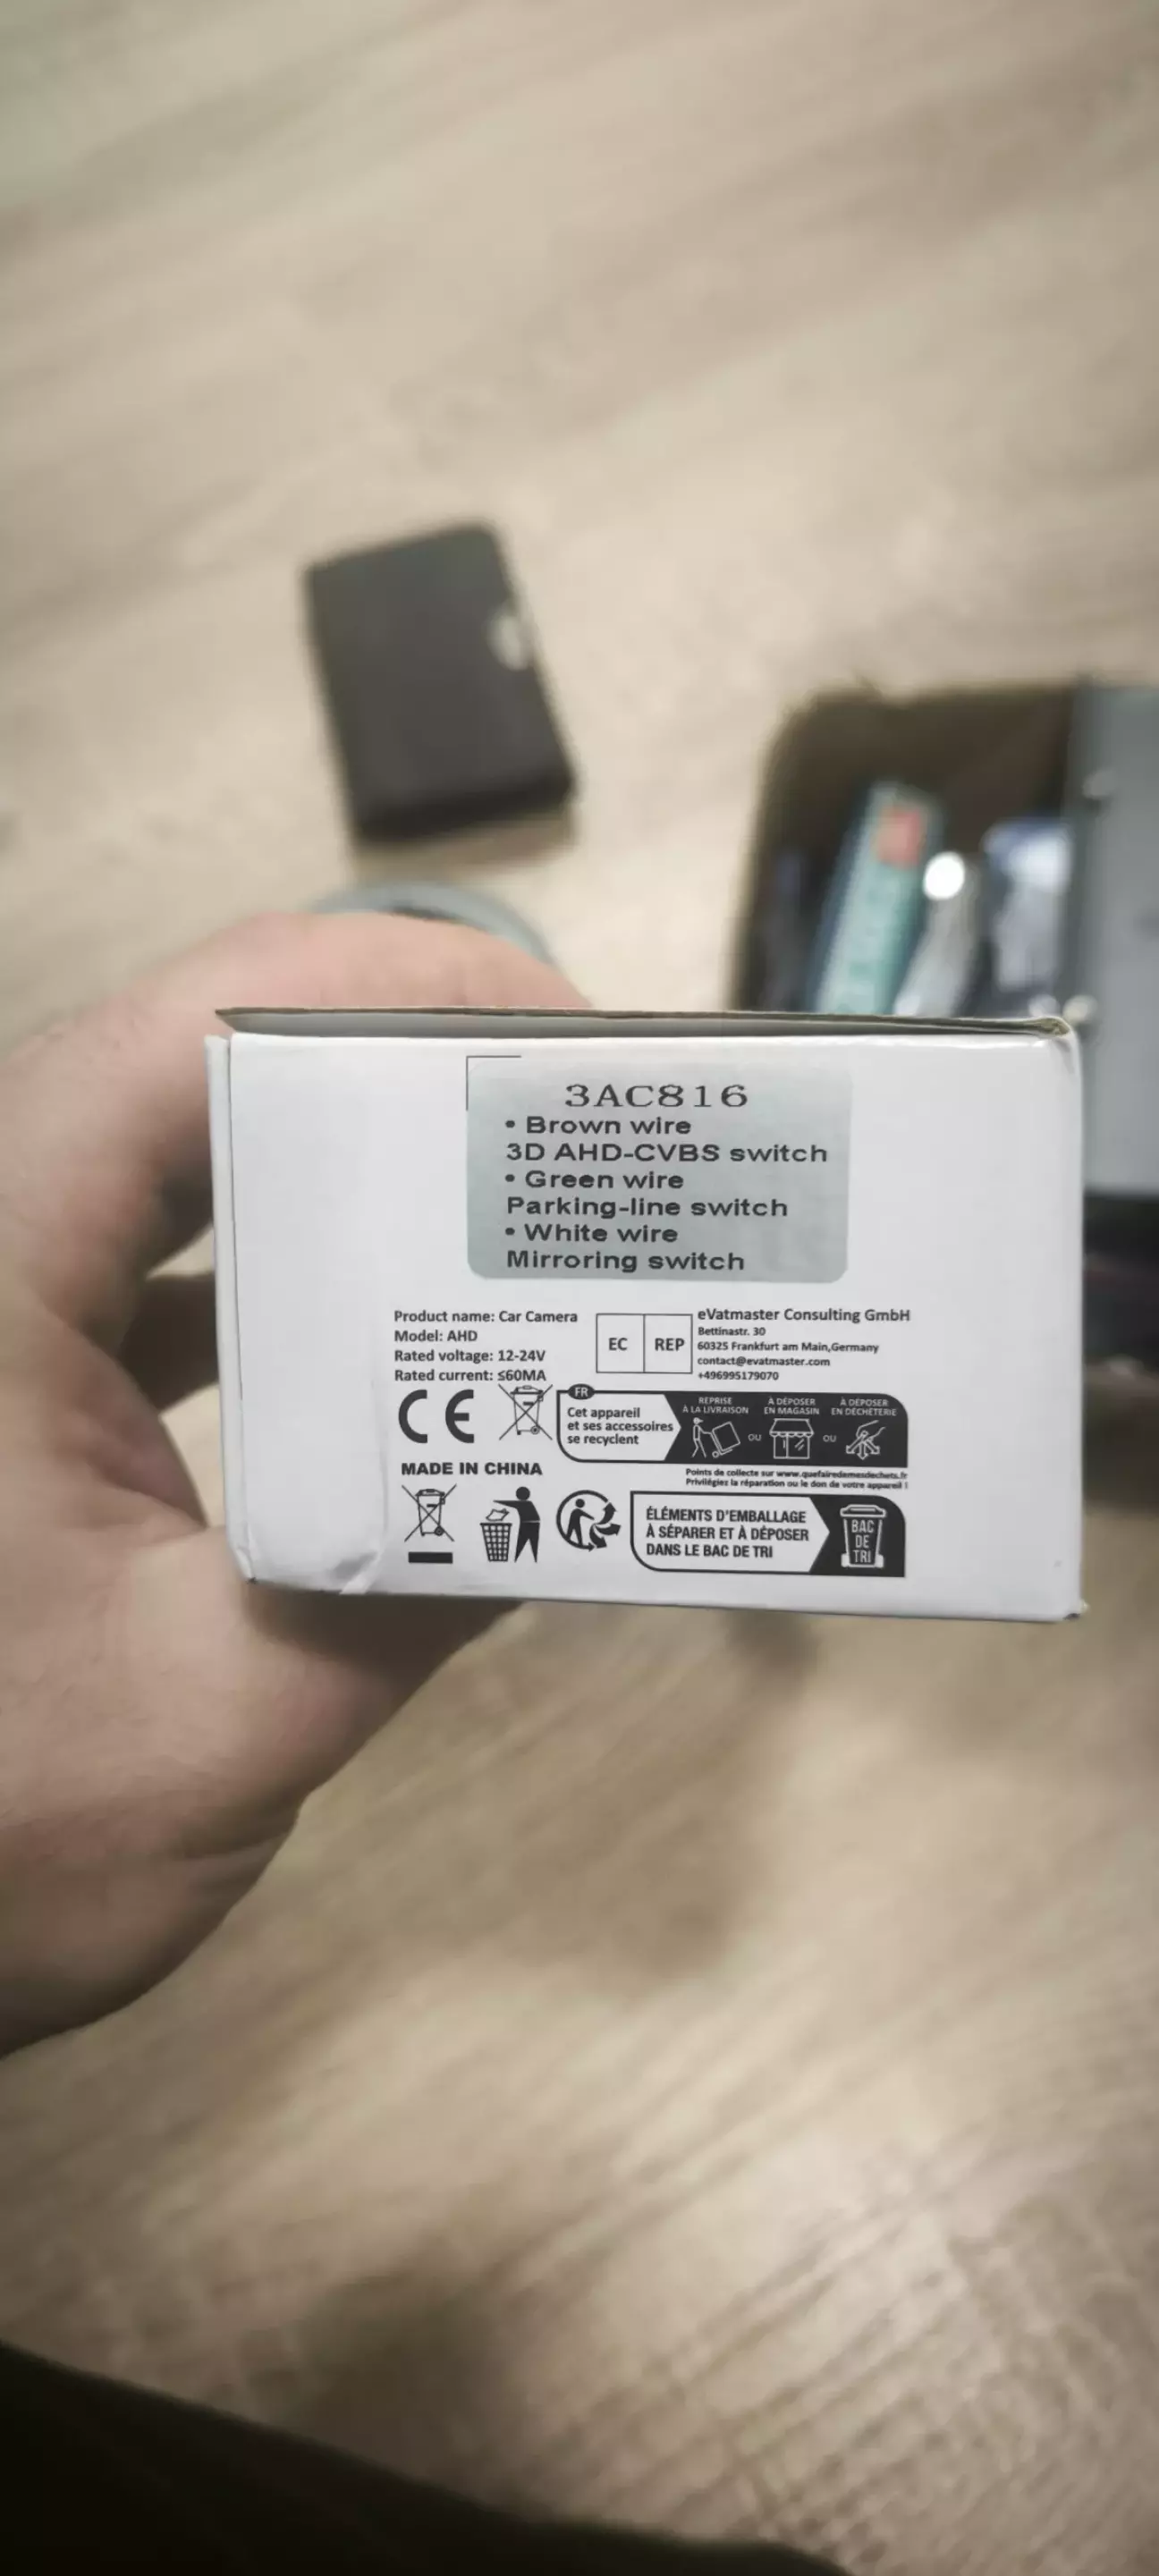 3AC816
• Brown wire
3D AHD-CVBS switch
• Green wire
Parking-line switch
• White wire
Mirroring switch
Product name: Car Camera
Model: AHD
Rated voltage: 12-24V
Rated current: ≤60MA
EC REP
eVatmaster Consulting GmbH
Bettinastr. 30
60325 Frankfurt am Main,Germany
contact@evatmaster.com
+496995179070
CE
FR
Cet appareil
et ses accessoires
se recyclent
REPRISE
À LA LIVRAISON
OU
À DÉPOSER
EN MAGASIN
OU
À DÉPOSER
EN DÉCHÈTERIE
Points de collecte sur www.quefairedemesdechets.fr
Privilégiez la réparation ou le don de votre appareil !
MADE IN CHINA
ÉLÉMENTS D'EMBALLAGE
À SÉPARER ET À DÉPOSER
DANS LE BAC DE TRI
BAC
DE
TRI